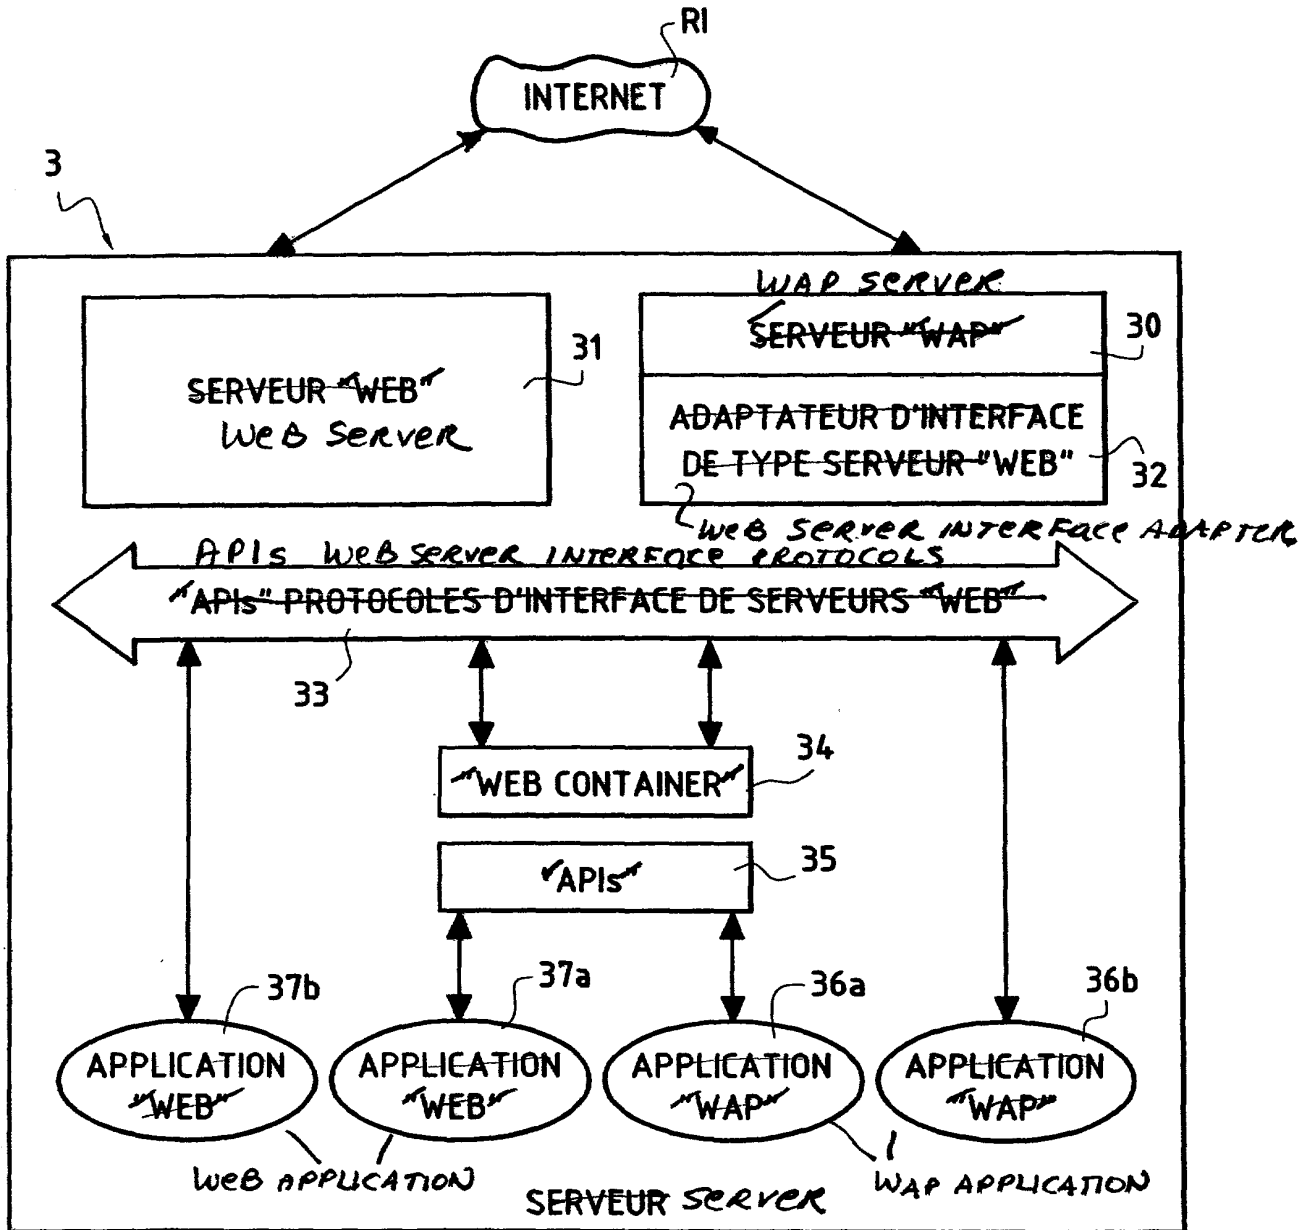 RI
INTERNET
3
WAP SERVER
SERVEUR "WAP"
30
31
SERVEUR "WEB"
WEB SERVER
ADAPTATEUR D'INTERFACE
DE TYPE SERVEUR "WEB"
32
WEB SERVER INTERFACE ADAPTER
APIs WEB SERVER INTERFACE PROTOCOLS
"APIs" PROTOCOLES D'INTERFACE DE SERVEURS "WEB"
33
34
"WEB CONTAINER"
35
"APIs"
37b
37a
36a
36b
APPLICATION
"WEB"
APPLICATION
"WEB"
APPLICATION
"WAP"
APPLICATION
"WAP"
WEB APPLICATION
WAP APPLICATION
SERVEUR SERVER